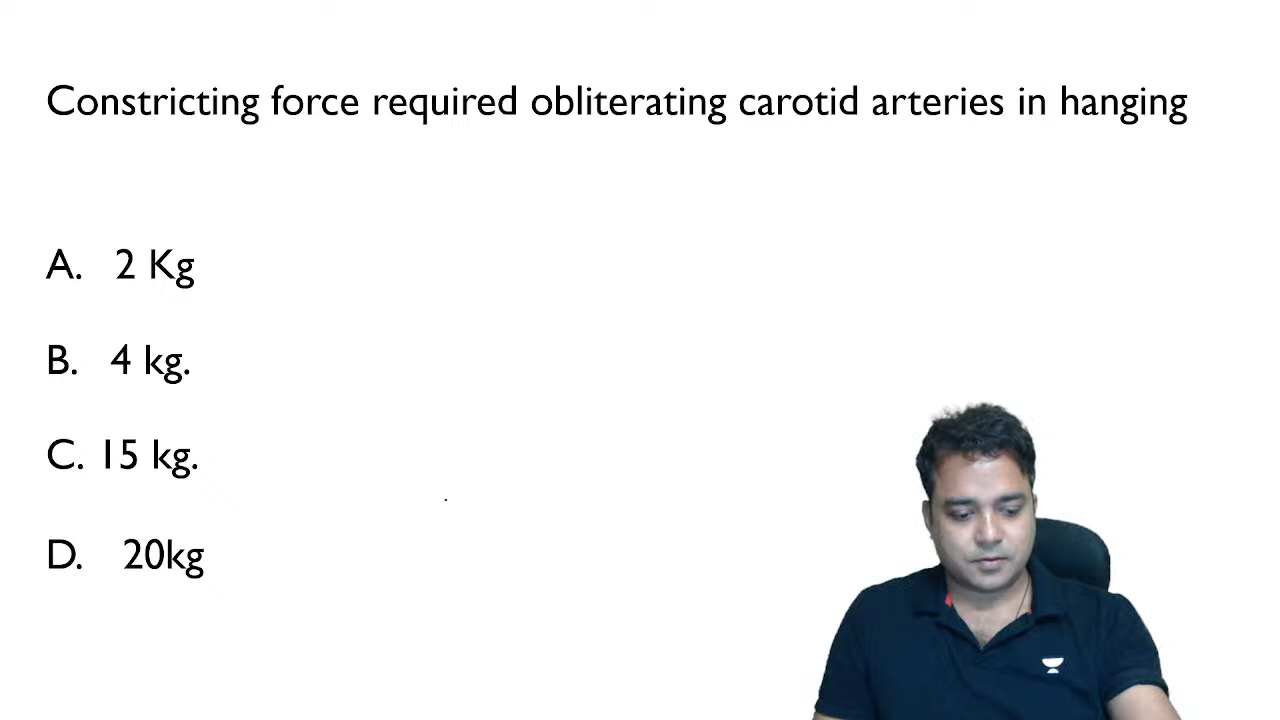 Constricting force required obliterating carotid arteries in hanging
A. 2 Kg
B. 4 kg.
C. 15 kg.
D. 20kg